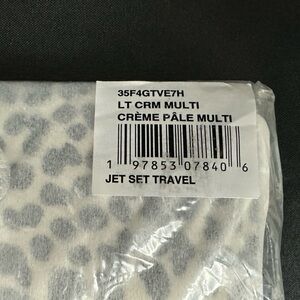 35F4GTVE7H
LT CRM MULTI
CRÈME PÂLE MULTI
1 97853 07840 6
JET SET TRAVEL